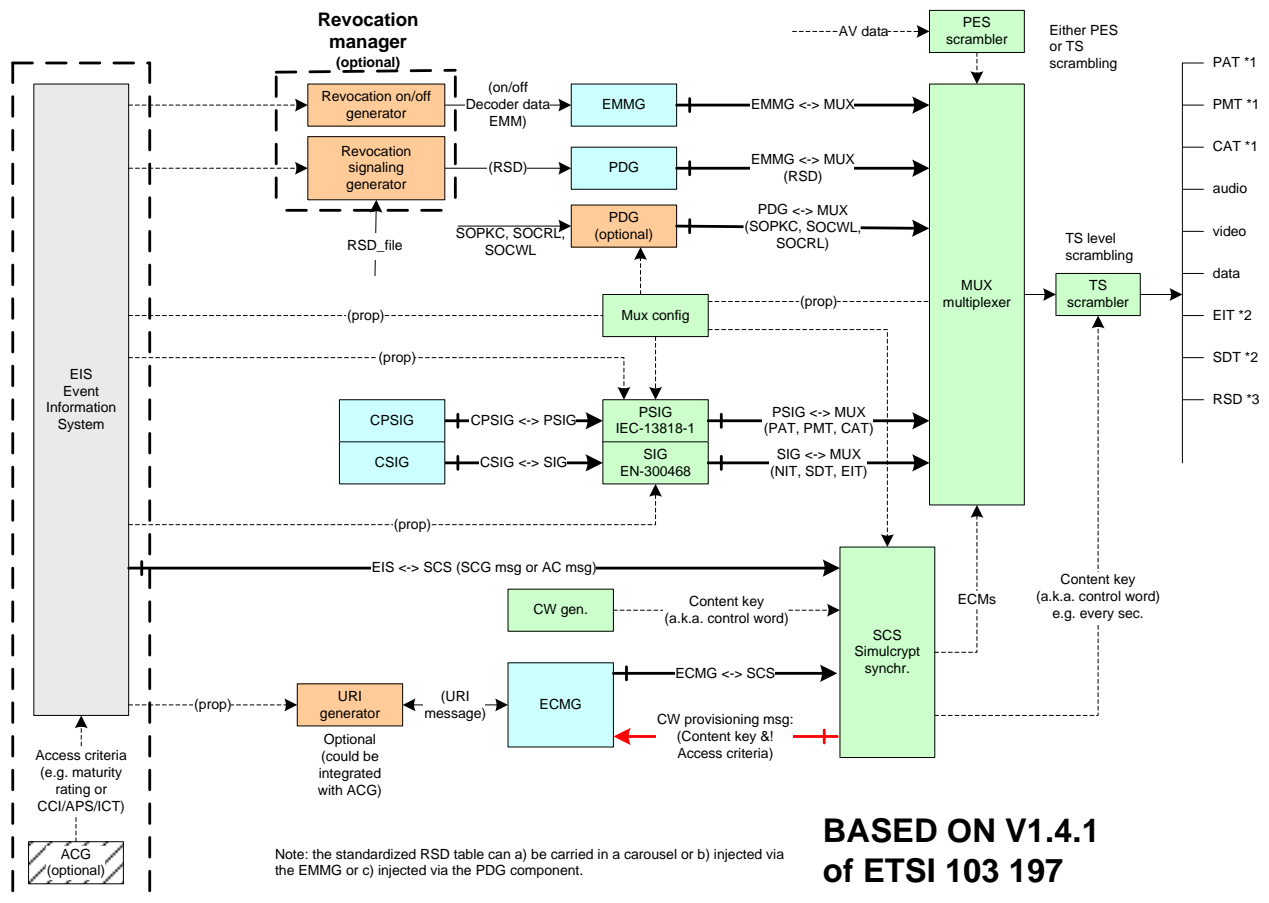 Revocation
manager
(optional)
AV data
PES
scrambler
Either PES
or TS
scrambling
PAT *1
PMT *1
CAT *1
audio
video
data
EIT *2
SDT *2
RSD *3
Revocation on/off
generator
(on/off
Decoder data
EMM)
EMMG
EMMG <-> MUX
Revocation
signaling
generator
(RSD)
PDG
EMMG <-> MUX
(RSD)
RSD_file
SOPKC, SOCRL,
SOCWL
PDG
(optional)
PDG <-> MUX
(SOPKC, SOCWL,
SOCRL)
TS level
scrambling
TS
scrambler
MUX
multiplexer
(prop)
Mux config
(prop)
(prop)
EIS
Event
Information
System
CPSIG
CPSIG <-> PSIG
PSIG
IEC-13818-1
PSIG <-> MUX
(PAT, PMT, CAT)
CSIG
CSIG <-> SIG
SIG
EN-300468
SIG <-> MUX
(NIT, SDT, EIT)
(prop)
EIS <-> SCS (SCG msg or AC msg)
CW gen.
Content key
(a.k.a. control word)
SCS
Simulcrypt
synchr.
ECMs
Content key
(a.k.a. control word)
e.g. every sec.
(prop)
URI
generator
(URI
message)
ECMG
ECMG <-> SCS
CW provisioning msg:
(Content key &!
Access criteria)
Optional
(could be
integrated
with ACG)
Access criteria
(e.g. maturity
rating or
CCI/APS/ICT)
ACG
(optional)
Note: the standardized RSD table can a) be carried in a carousel or b) injected via
the EMMG or c) injected via the PDG component.
BASED ON V1.4.1
of ETSI 103 197